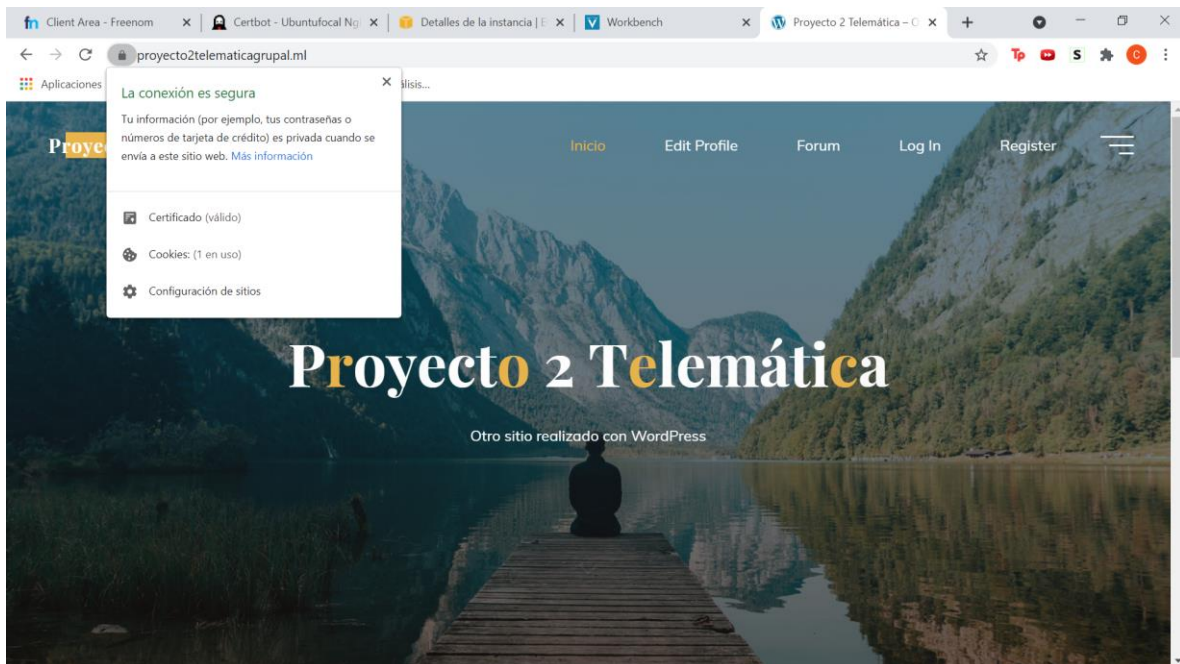 Client Area - Freenom
Certbot - Ubuntufocal Ng
Detalles de la instancia | E
Workbench
Proyecto 2 Telemática – O
proyecto2telematicagrupal.ml
Aplicaciones
álisis...
La conexión es segura
Tu información (por ejemplo, tus contraseñas o
números de tarjeta de crédito) es privada cuando se
envía a este sitio web. Más información
Certificado (válido)
Cookies: (1 en uso)
Configuración de sitios
Proye
Inicio
Edit Profile
Forum
Log In
Register
Proyecto 2 Telemática
Otro sitio realizado con WordPress